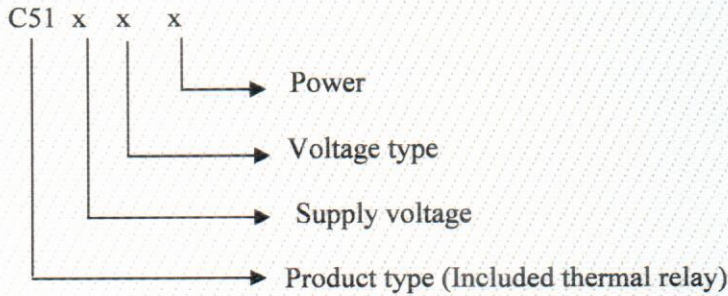 C51 x x x
Power
Voltage type
Supply voltage
Product type (Included thermal relay)